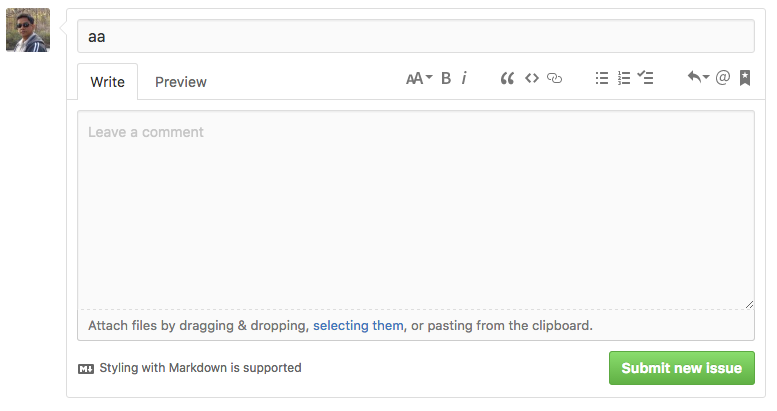 aa
Write Preview AA B i @
Leave a comment
Attach files by dragging & dropping, selecting them, or pasting from the clipboard.
Styling with Markdown is supported
Submit new issue